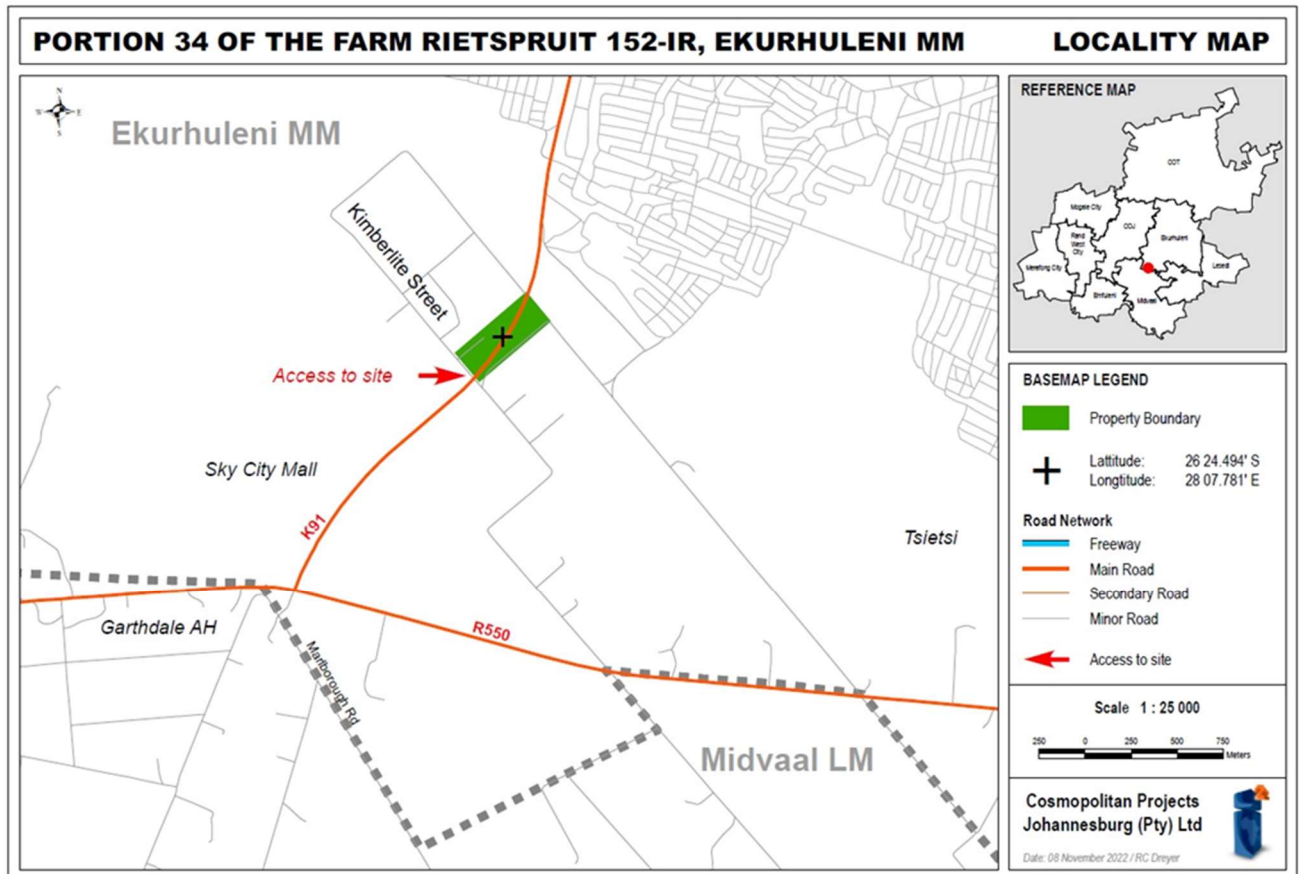 PORTION 34 OF THE FARM RIETSPRUIT 152-IR, EKURHULENI MM
LOCALITY MAP
N
W
E
S
Ekurhuleni MM
Kimberlite Street
Access to site
Sky City Mall
K91
Tsietsi
Garthdale AH
R550
Marlborough Rd
Midvaal LM
REFERENCE MAP
COT
Mogale City
COJ
Ekurhuleni
Rand
West
City
Merafong City
Lesedi
Emfuleni
Midvaal
BASEMAP LEGEND
Property Boundary
Lattitude: 26 24.494' S
Longtitude: 28 07.781' E
Road Network
Freeway
Main Road
Secondary Road
Minor Road
Access to site
Scale 1 : 25 000
250 0 250 500 750
Meters
Cosmopolitan Projects
Johannesburg (Pty) Ltd
Date: 08 November 2022 / RC Dreyer